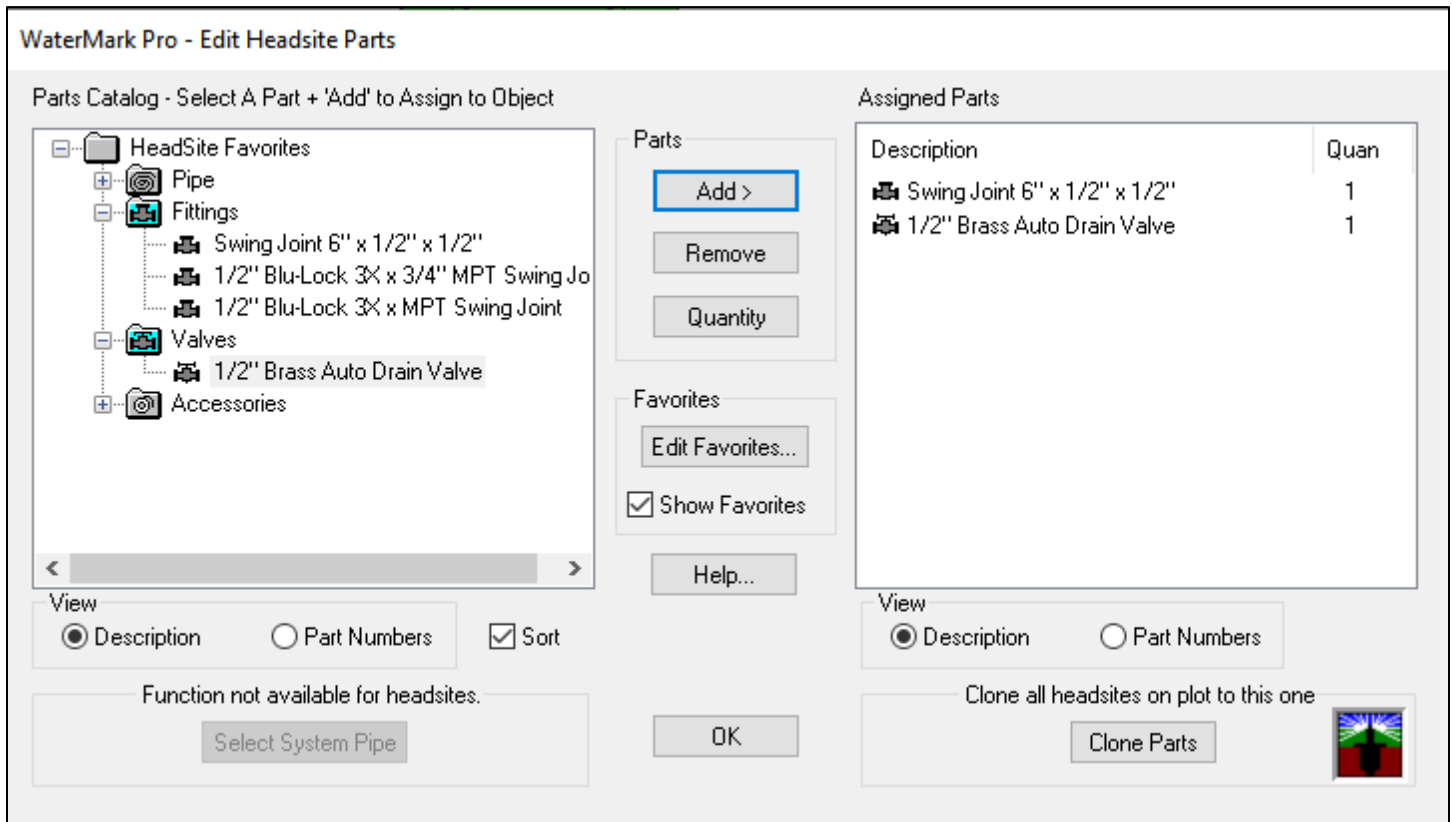 WaterMark Pro - Edit Headsite Parts
Parts Catalog - Select A Part + 'Add' to Assign to Object
HeadSite Favorites
Pipe
Fittings
Swing Joint 6" x 1/2" x 1/2"
1/2" Blu-Lock 3X x 3/4" MPT Swing Jo
1/2" Blu-Lock 3X x MPT Swing Joint
Valves
1/2" Brass Auto Drain Valve
Accessories
View
Description Part Numbers Sort
Function not available for headsites.
Select System Pipe
Parts
Add >
Remove
Quantity
Favorites
Edit Favorites...
Show Favorites
Help...
OK
Assigned Parts
Description Quan
Swing Joint 6" x 1/2" x 1/2" 1
1/2" Brass Auto Drain Valve 1
View
Description Part Numbers
Clone all headsites on plot to this one
Clone Parts